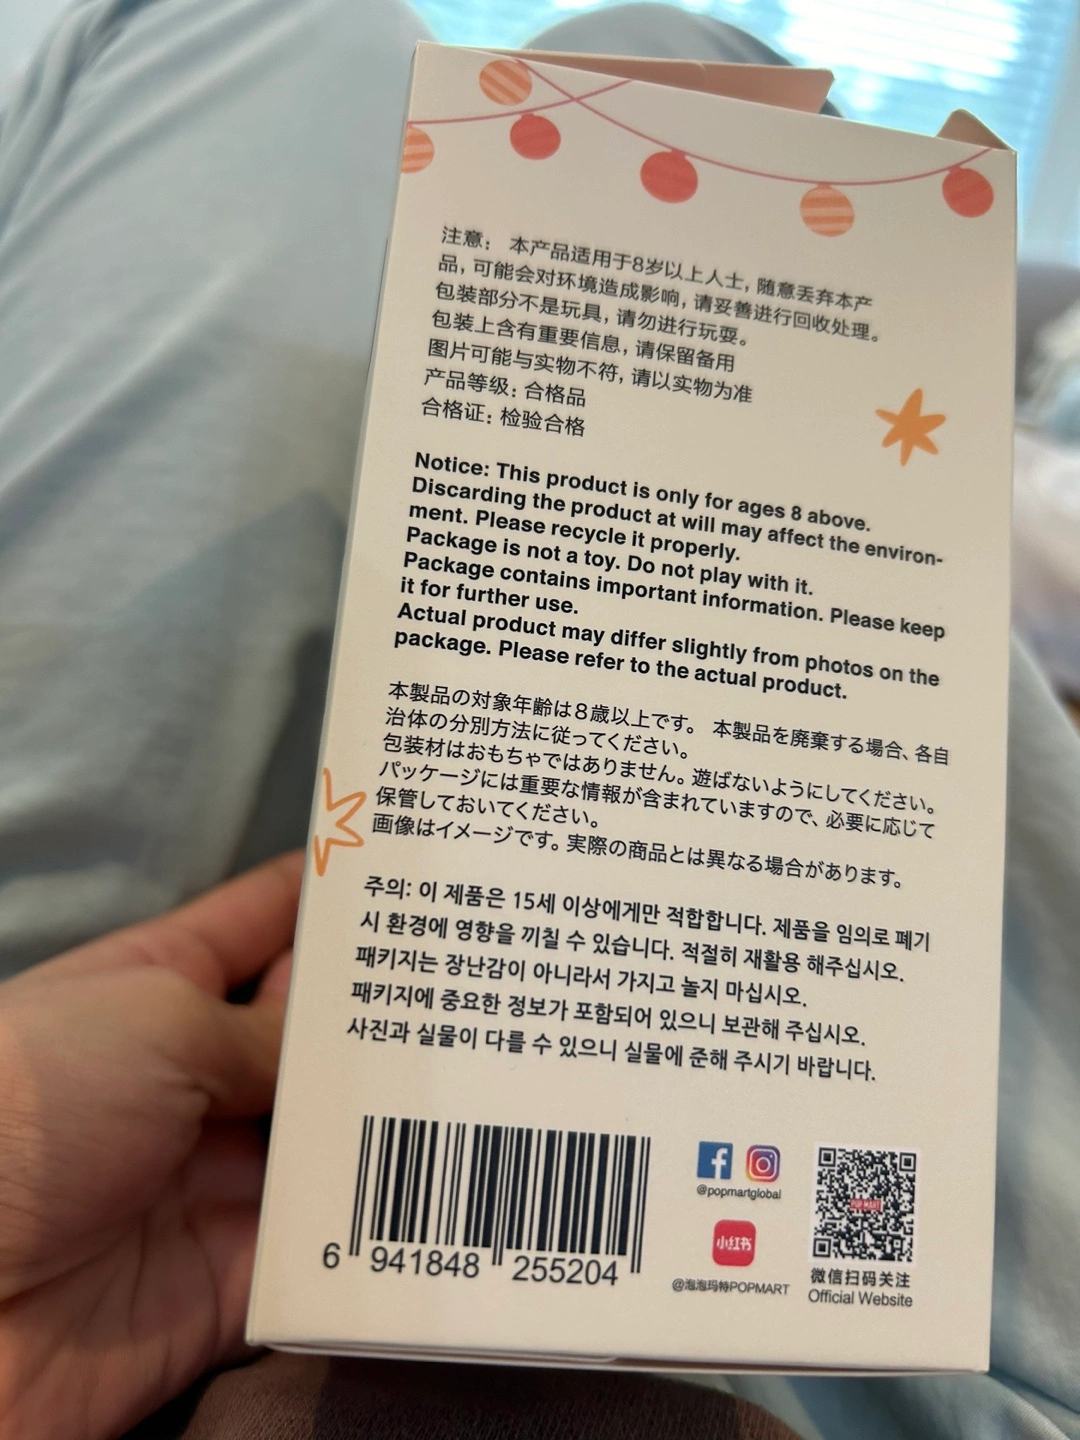 注意： 本产品适用于8岁以上人士，随意丢弃本产
品，可能会对环境造成影响，请妥善进行回收处理。
包装部分不是玩具，请勿进行玩耍。
包装上含有重要信息，请保留备用
图片可能与实物不符，请以实物为准
产品等级：合格品
合格证：检验合格
Notice: This product is only for ages 8 above.
Discarding the product at will may affect the environ-
ment. Please recycle it properly.
Package is not a toy. Do not play with it.
Package contains important information. Please keep
it for further use.
Actual product may differ slightly from photos on the
package. Please refer to the actual product.
本製品の対象年齢は8歳以上です。 本製品を廃棄する場合、各自
治体の分別方法に従ってください。
包装材はおもちゃではありません。遊ばないようにしてください。
パッケージには重要な情報が含まれていますので、必要に応じて
保管しておいてください。
画像はイメージです。実際の商品とは異なる場合があります。
주의: 이 제품은 15세 이상에게만 적합합니다. 제품을 임의로 폐기
시 환경에 영향을 끼칠 수 있습니다. 적절히 재활용 해주십시오.
패키지는 장난감이 아니라서 가지고 놀지 마십시오.
패키지에 중요한 정보가 포함되어 있으니 보관해 주십시오.
사진과 실물이 다를 수 있으니 실물에 준해 주시기 바랍니다.
6 941848 255204
@popmartglobal
小红书
@泡泡玛特POPMART
POP MART
微信扫码关注
Official Website